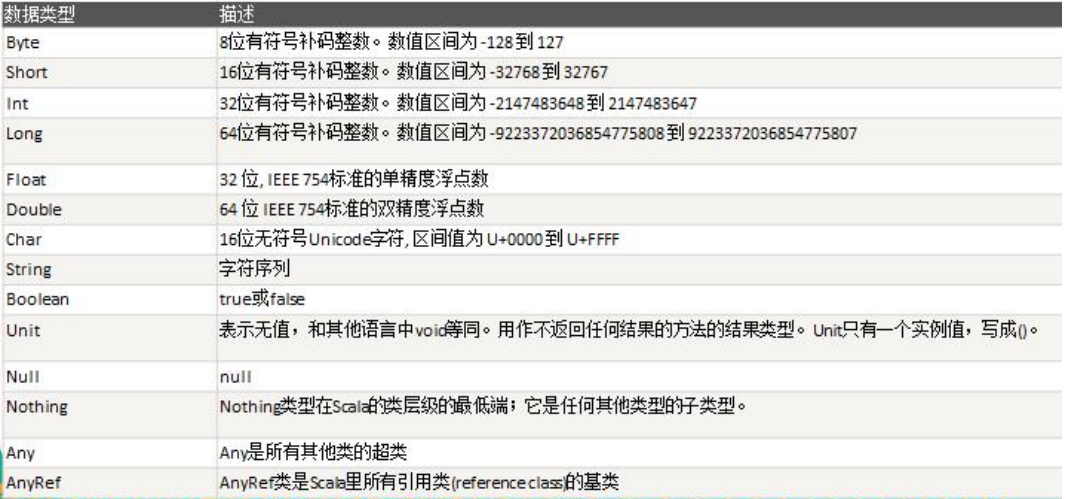 数据类型 描述
Byte 8位有符号补码整数。数值区间为 -128 到 127
Short 16位有符号补码整数。数值区间为 -32768 到 32767
Int 32位有符号补码整数。数值区间为 -2147483648 到 2147483647
Long 64位有符号补码整数。数值区间为 -9223372036854775808 到 9223372036854775807
Float 32 位, IEEE 754标准的单精度浮点数
Double 64 位 IEEE 754标准的双精度浮点数
Char 16位无符号Unicode字符, 区间值为 U+0000 到 U+FFFF
String 字符序列
Boolean true或false
Unit 表示无值，和其他语言中void等同。用作不返回任何结果的方法的结果类型。Unit只有一个实例值，写成()。
Null null
Nothing Nothing类型在Scala的类层级的最低端；它是任何其他类型的子类型。
Any Any是所有其他类的超类
AnyRef AnyRef类是Scala里所有引用类(reference class)的基类